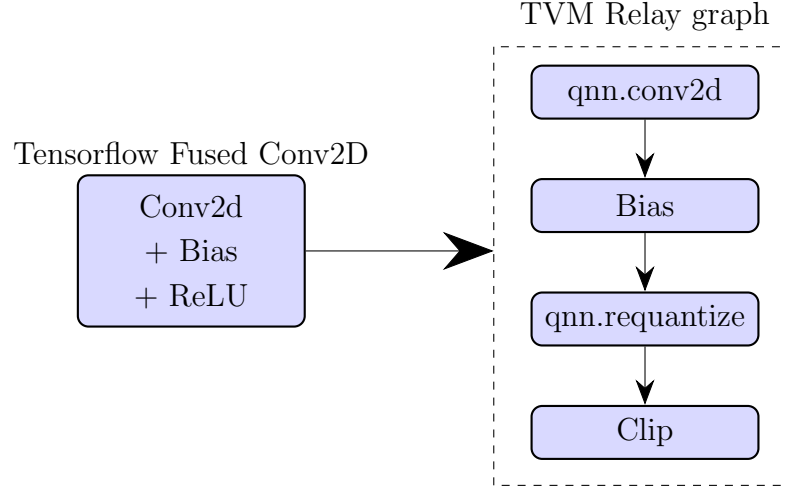 Tensorflow Fused Conv2D
Conv2d
+ Bias
+ ReLU
TVM Relay graph
qnn.conv2d
Bias
qnn.requantize
Clip